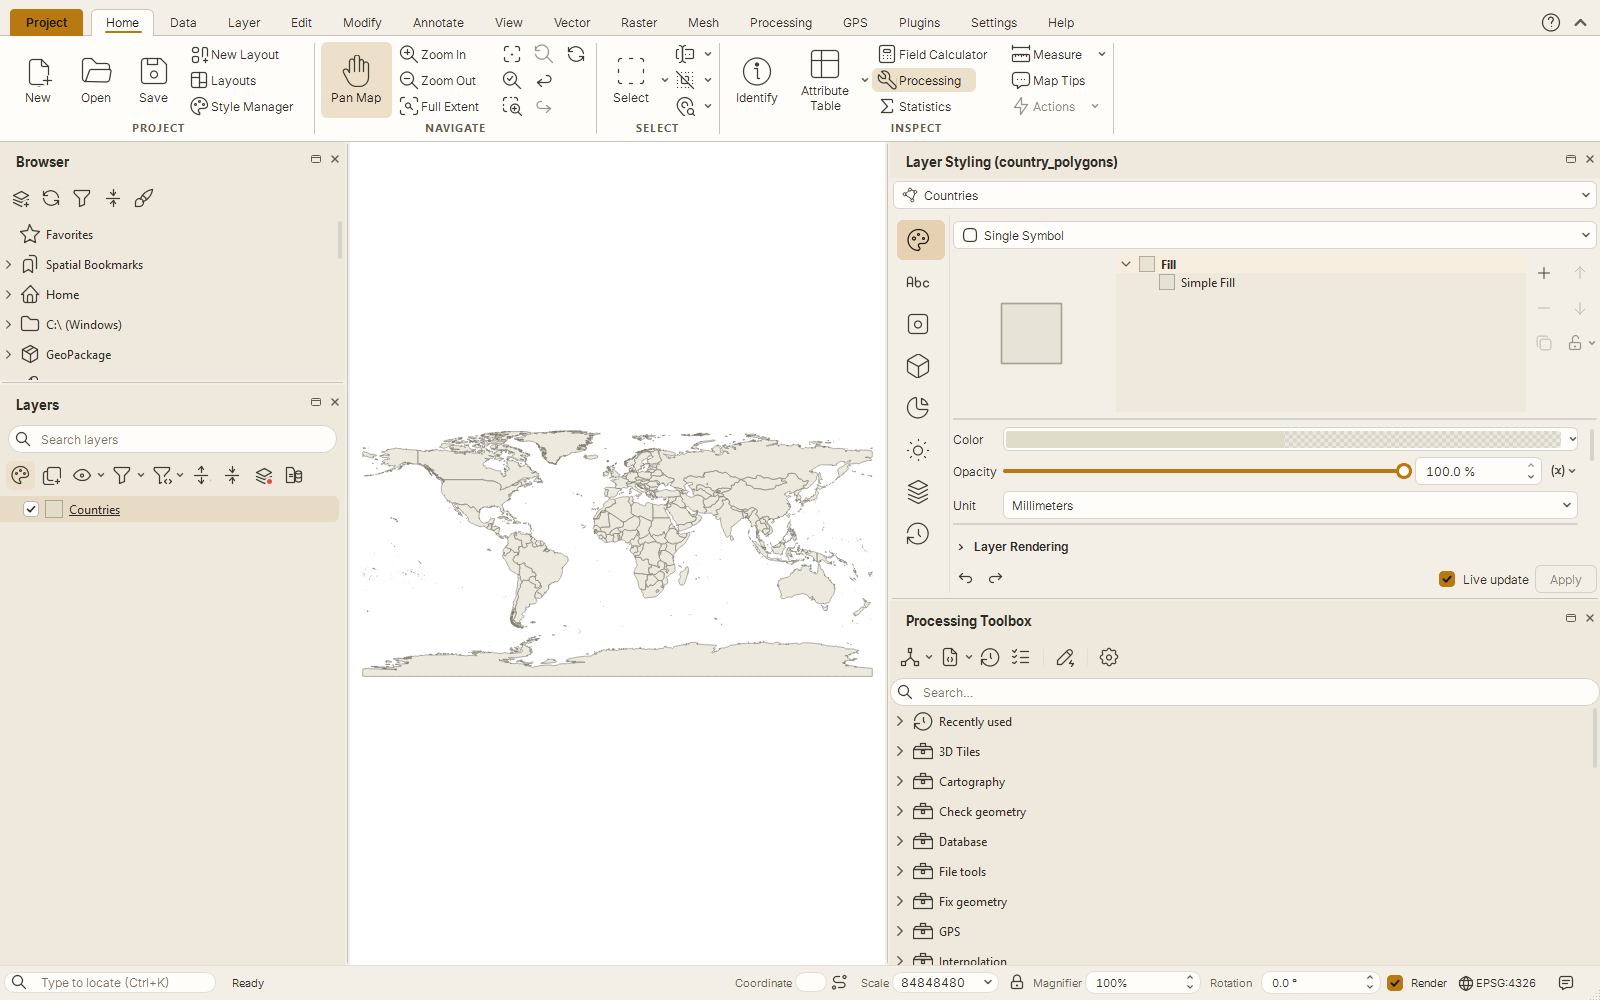 Project
Home
Data
Layer
Edit
Modify
Annotate
View
Vector
Raster
Mesh
Processing
GPS
Plugins
Settings
Help
New
Open
Save
New Layout
Layouts
Style Manager
PROJECT
Pan Map
Zoom In
Zoom Out
Full Extent
NAVIGATE
Select
SELECT
Identify
Attribute
Table
Field Calculator
Processing
Statistics
Measure
Map Tips
Actions
INSPECT
Browser
Favorites
Spatial Bookmarks
Home
C:\ (Windows)
GeoPackage
Layers
Search layers
Countries
Layer Styling (country_polygons)
Countries
Abc
Single Symbol
Fill
Simple Fill
Color
Opacity
100.0 %
(x)
Unit
Millimeters
Layer Rendering
Live update
Apply
Processing Toolbox
Search...
Recently used
3D Tiles
Cartography
Check geometry
Database
File tools
Fix geometry
GPS
Interpolation
Type to locate (Ctrl+K)
Ready
Coordinate
Scale
84848480
Magnifier
100%
Rotation
0.0 °
Render
EPSG:4326